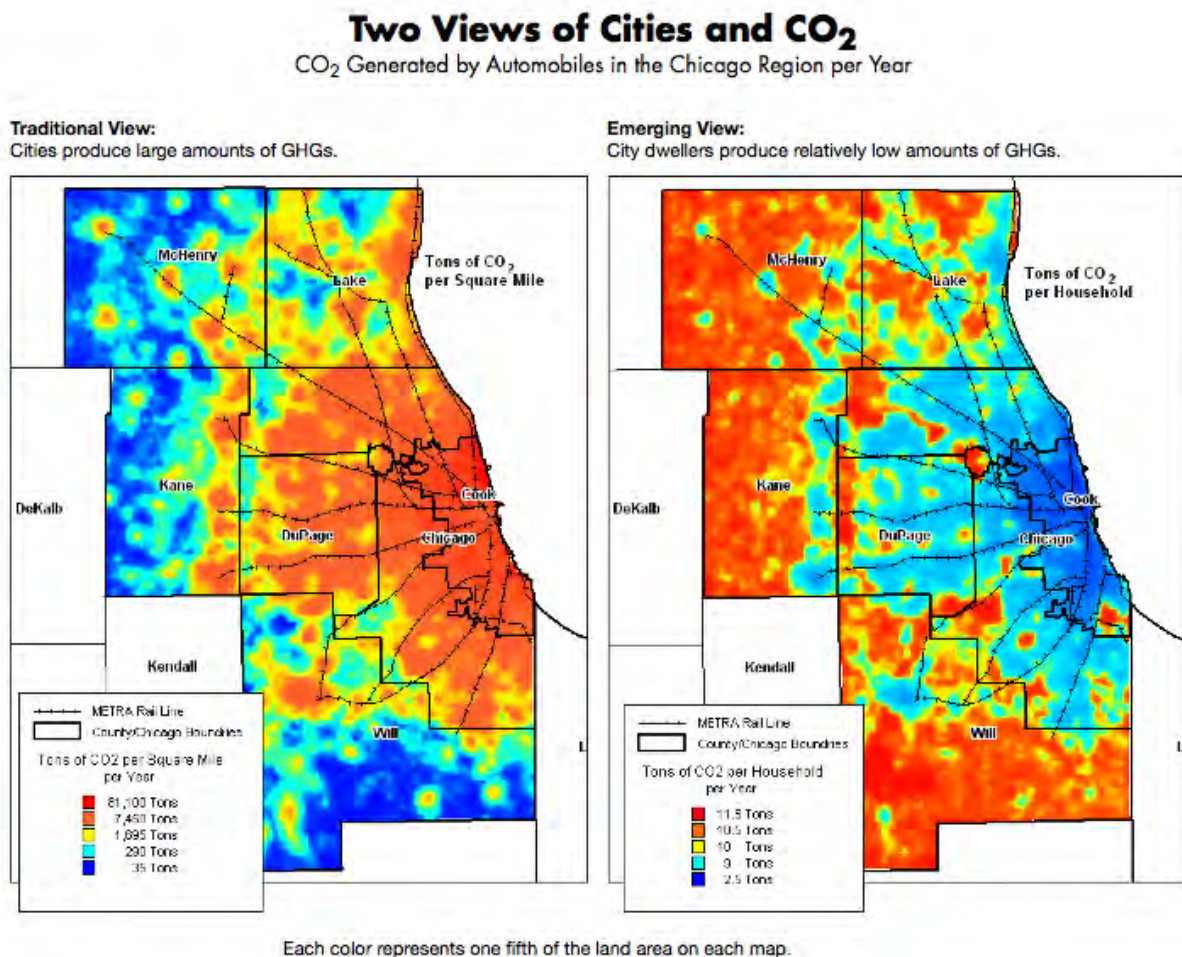 Two Views of Cities and CO₂
CO₂ Generated by Automobiles in the Chicago Region per Year
Traditional View:
Cities produce large amounts of GHGs.
McHenry
Lake
Tons of CO₂
per Square Mile
Kane
DeKalb
DuPage
Cook
Chicago
Kendall
Will
METRA Rail Line
County/Chicago Boundries
Tons of CO2 per Square Mile
per Year
81,100 Tons
7,450 Tons
1,695 Tons
290 Tons
35 Tons
Emerging View:
City dwellers produce relatively low amounts of GHGs.
McHenry
Lake
Tons of CO₂
per Household
Kane
DeKalb
DuPage
Cook
Chicago
Kendall
Will
L
METRA Rail Line
County/Chicago Boundries
Tons of CO2 per Household
per Year
11.5 Tons
10.5 Tons
10 Tons
9 Tons
2.5 Tons
Each color represents one fifth of the land area on each map.